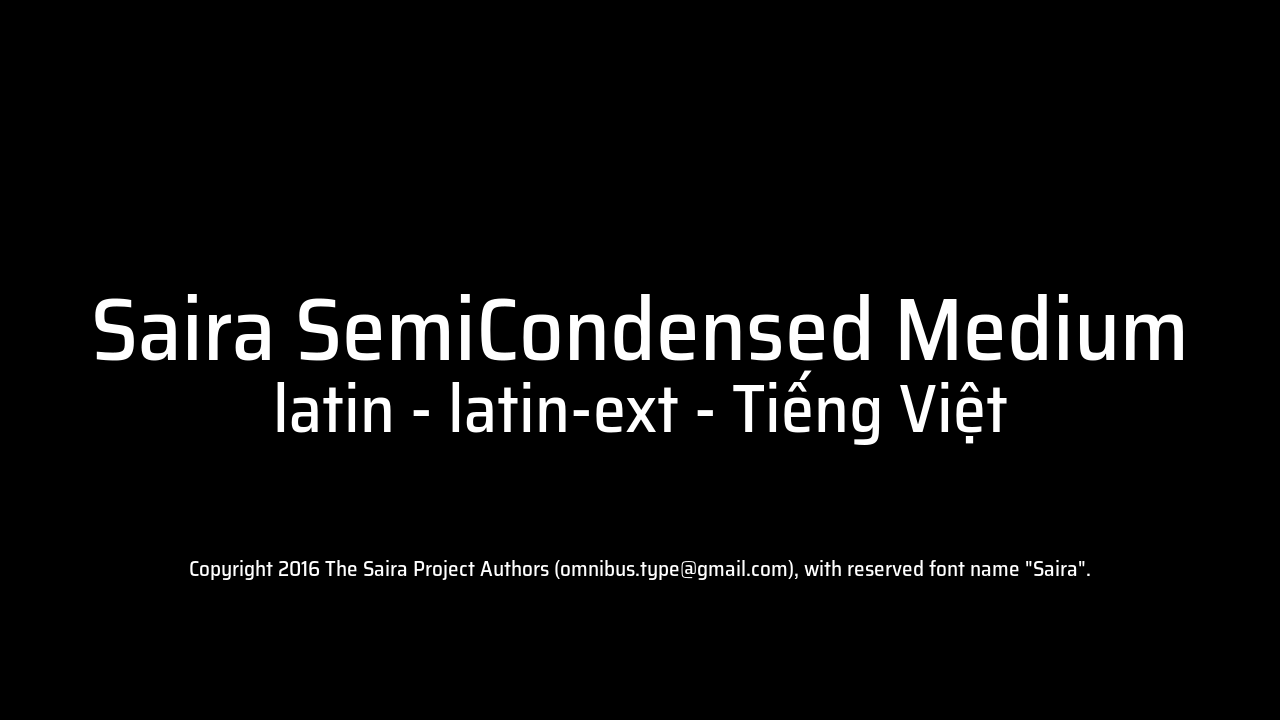 Saira SemiCondensed Medium
latin - latin-ext - Tiếng Việt
Copyright 2016 The Saira Project Authors (omnibus.type@gmail.com), with reserved font name "Saira".